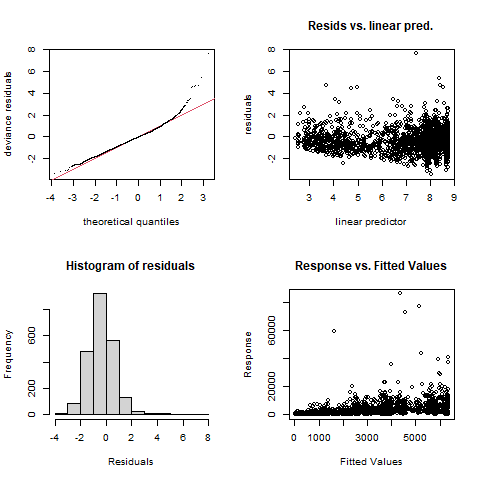 deviance residuals
8
6
4
2
0
-2
-4 -3 -2 -1 0 1 2 3
theoretical quantiles
Resids vs. linear pred.
residuals
8
6
4
2
0
-2
3 4 5 6 7 8 9
linear predictor
Histogram of residuals
Frequency
600
200
0
-4 -2 0 2 4 6 8
Residuals
Response vs. Fitted Values
Response
60000
20000
0
0 1000 3000 5000
Fitted Values